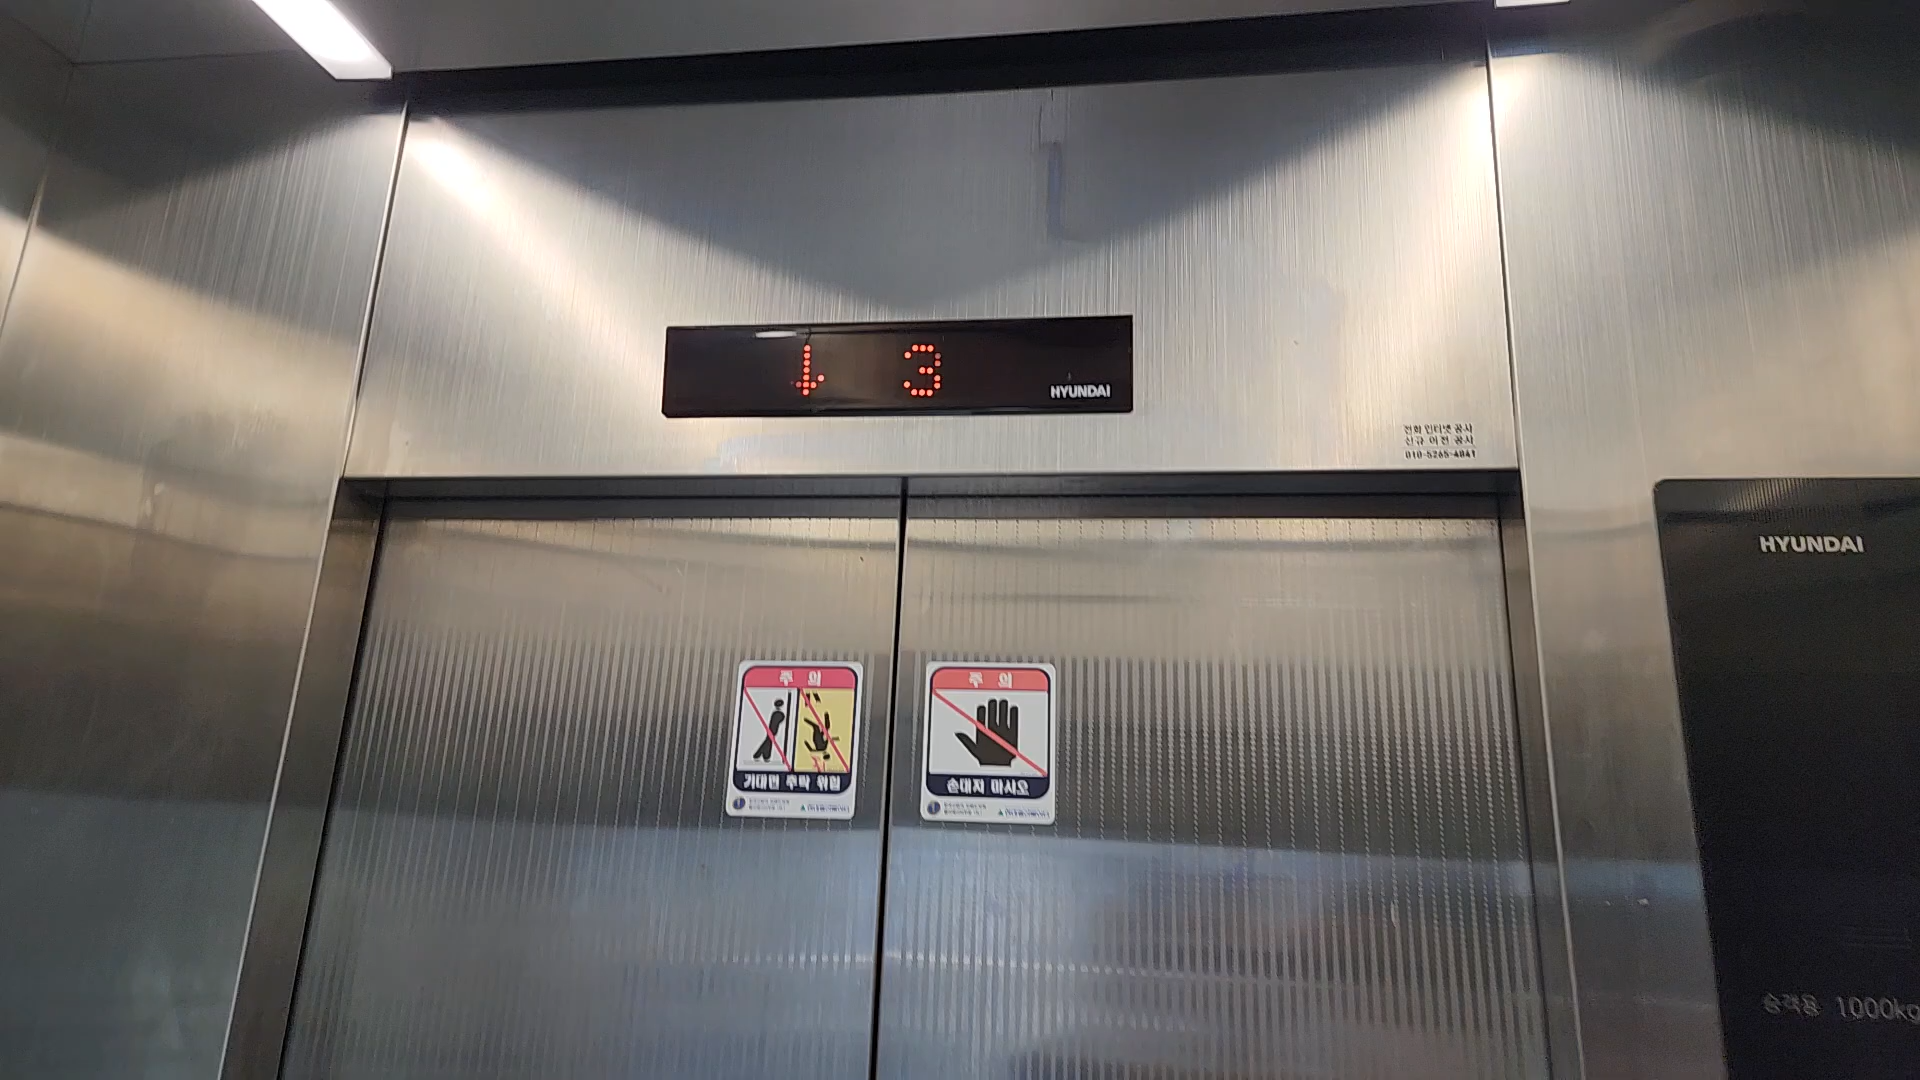 3
HYUNDAI
전화 인터넷 공사
신규 이전 공사
010-5265-4841
HYUNDAI
주 의
기대면 추락 위험
주 의
손대지 마시오
승객용 1000kg